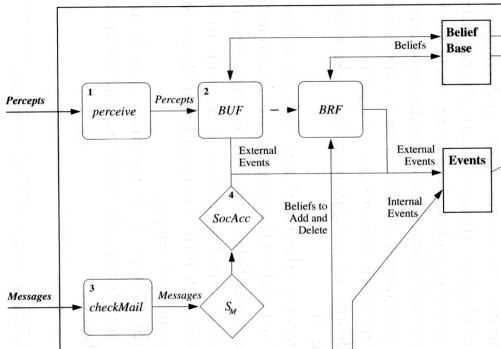 Belief
Base
Beliefs
1
perceive
Percepts
Percepts
2
BUF
BRF
External
Events
External
Events
Events
4
SocAcc
Beliefs to
Add and
Delete
Internal
Events
3
checkMail
Messages
Messages
S_M